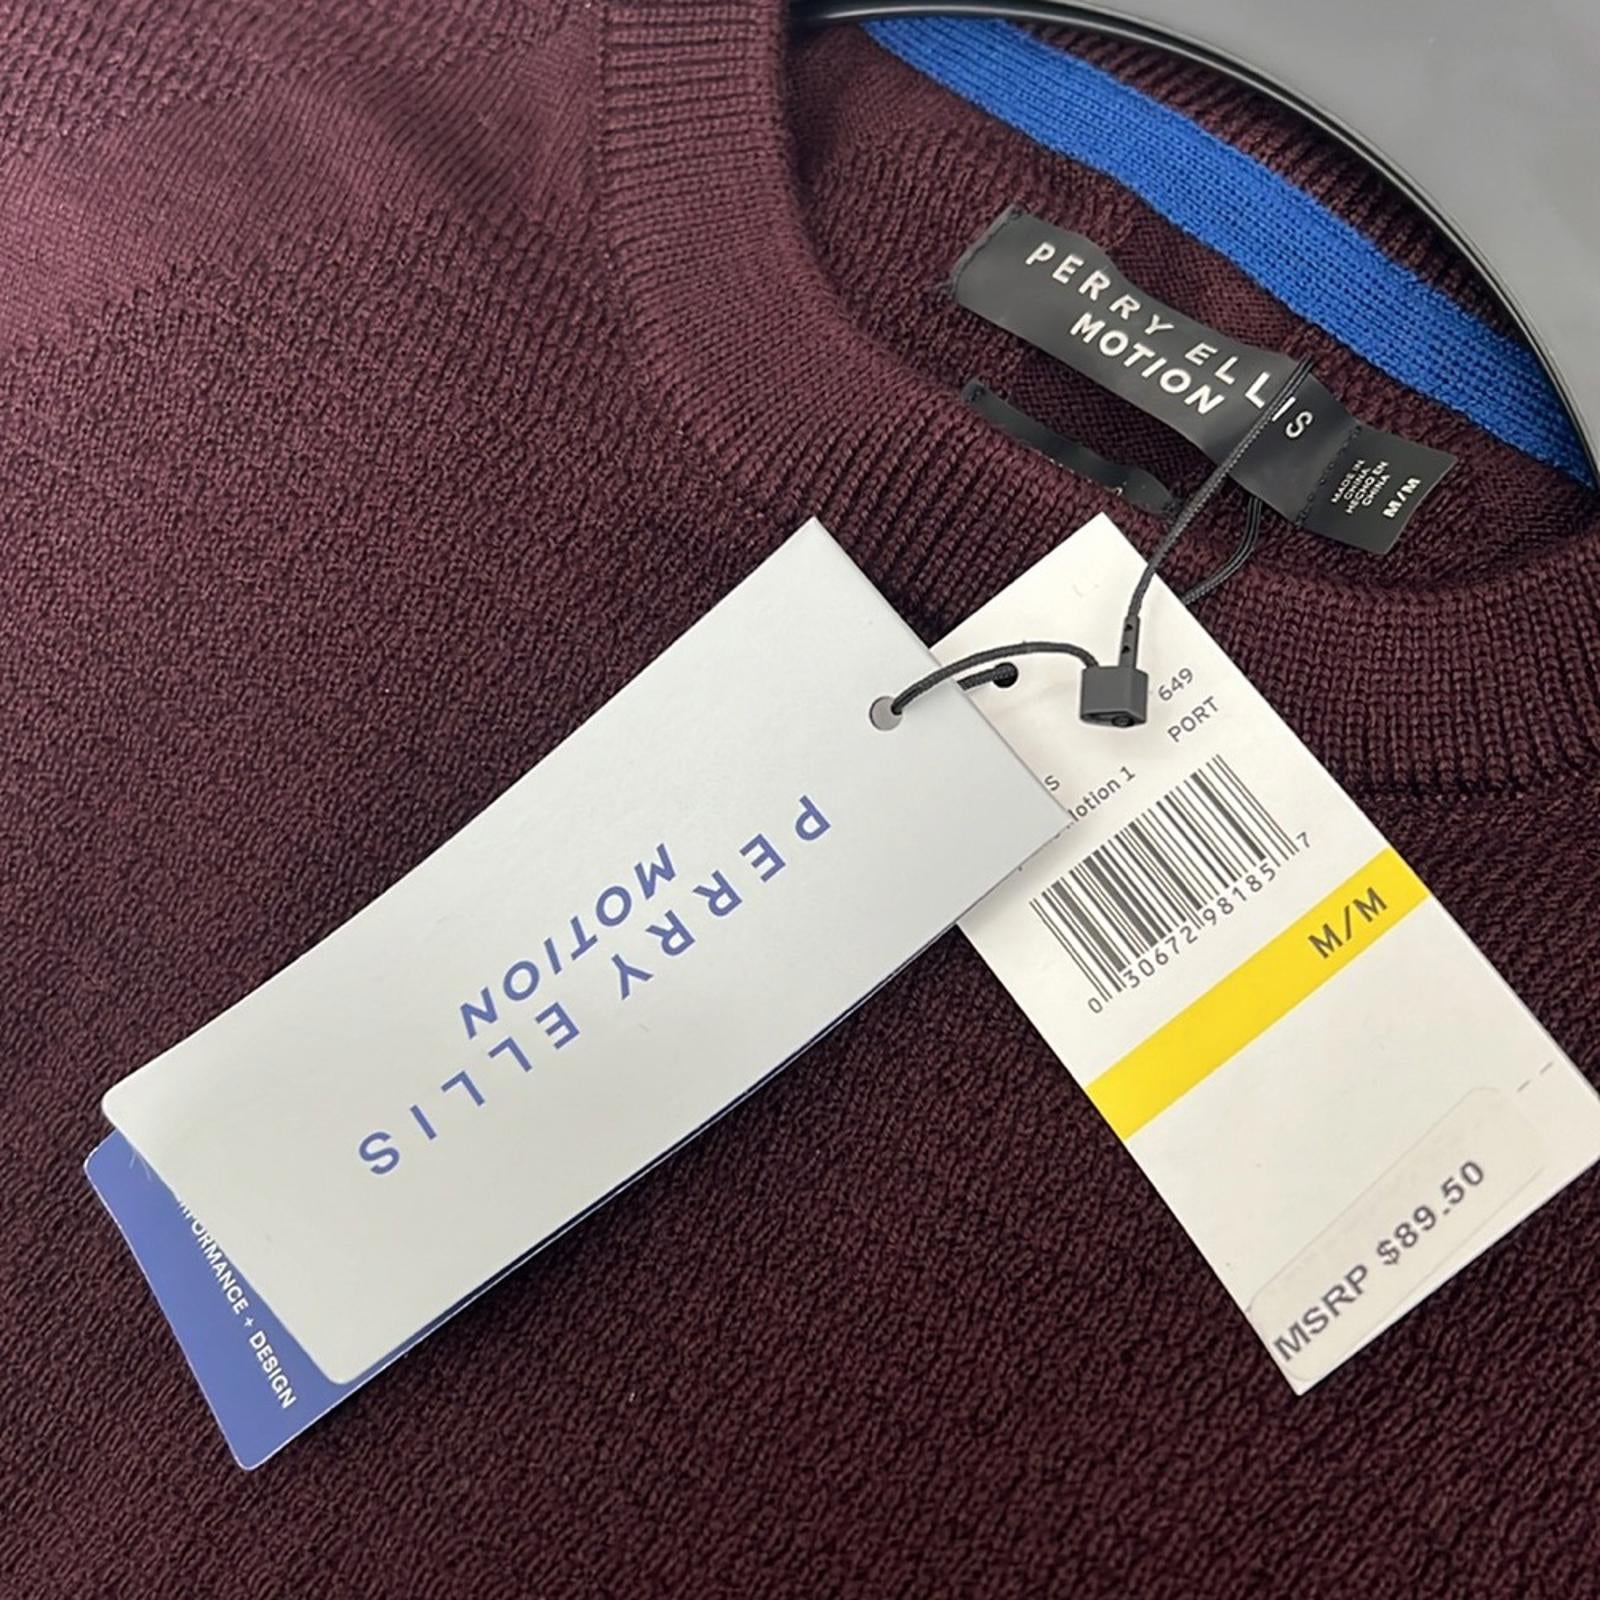 PERRY ELLIS
MOTION
MADE IN
CHINA
HECHO EN
CHINA
M/M
649
PORT
S
Motion 1
0 30672 98185 7
M/M
MSRP $89.50
PERRY ELLIS
MOTION
PERFORMANCE + DESIGN